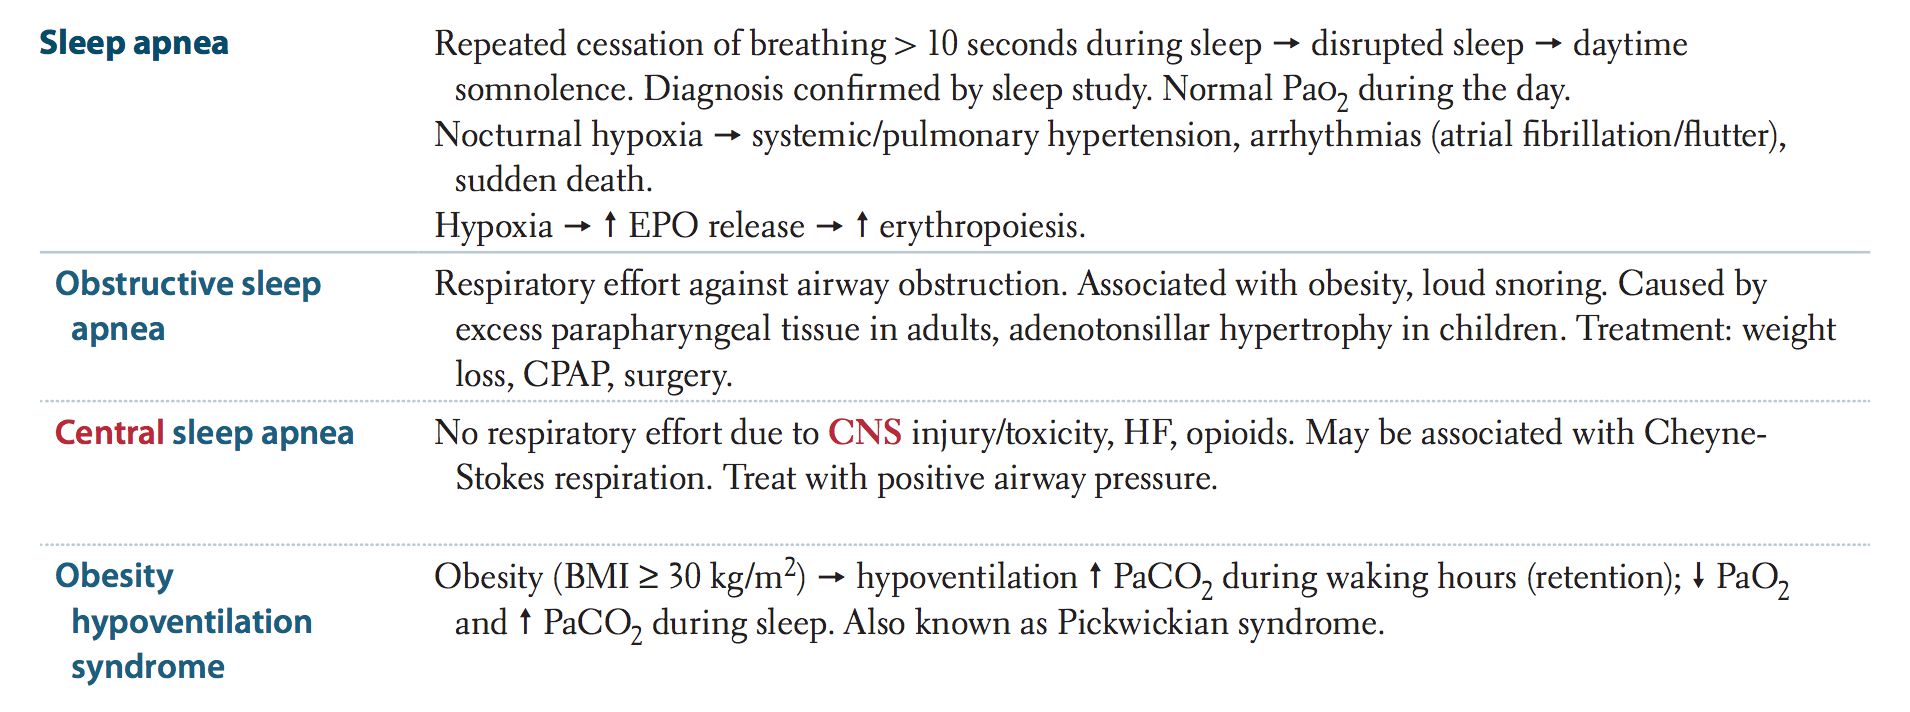 Sleep apnea
Repeated cessation of breathing > 10 seconds during sleep → disrupted sleep → daytime
somnolence. Diagnosis confirmed by sleep study. Normal PaO₂ during the day.
Nocturnal hypoxia → systemic/pulmonary hypertension, arrhythmias (atrial fibrillation/flutter),
sudden death.
Hypoxia → ↑ EPO release → ↑ erythropoiesis.
Obstructive sleep
apnea
Respiratory effort against airway obstruction. Associated with obesity, loud snoring. Caused by
excess parapharyngeal tissue in adults, adenotonsillar hypertrophy in children. Treatment: weight
loss, CPAP, surgery.
Central sleep apnea
No respiratory effort due to CNS injury/toxicity, HF, opioids. May be associated with Cheyne-
Stokes respiration. Treat with positive airway pressure.
Obesity
hypoventilation
syndrome
Obesity (BMI ≥ 30 kg/m²) → hypoventilation ↑ PaCO₂ during waking hours (retention); ↓ PaO₂
and ↑ PaCO₂ during sleep. Also known as Pickwickian syndrome.